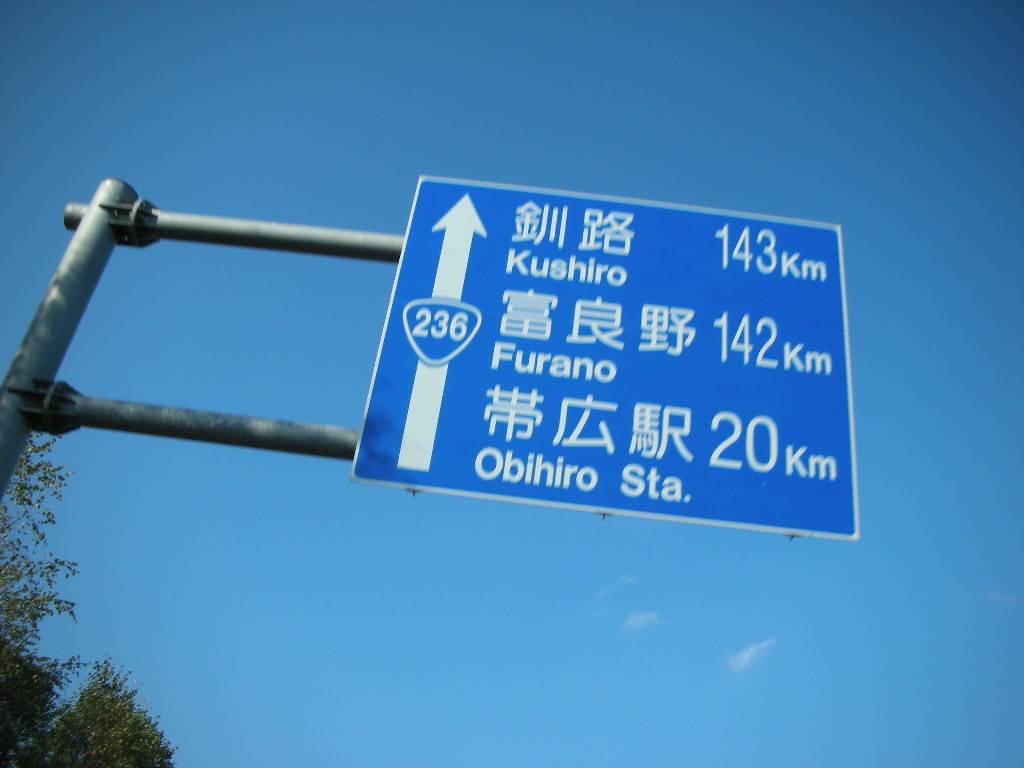 釧路 143Km
Kushiro
236
富良野 142Km
Furano
帯広駅 20Km
Obihiro Sta.